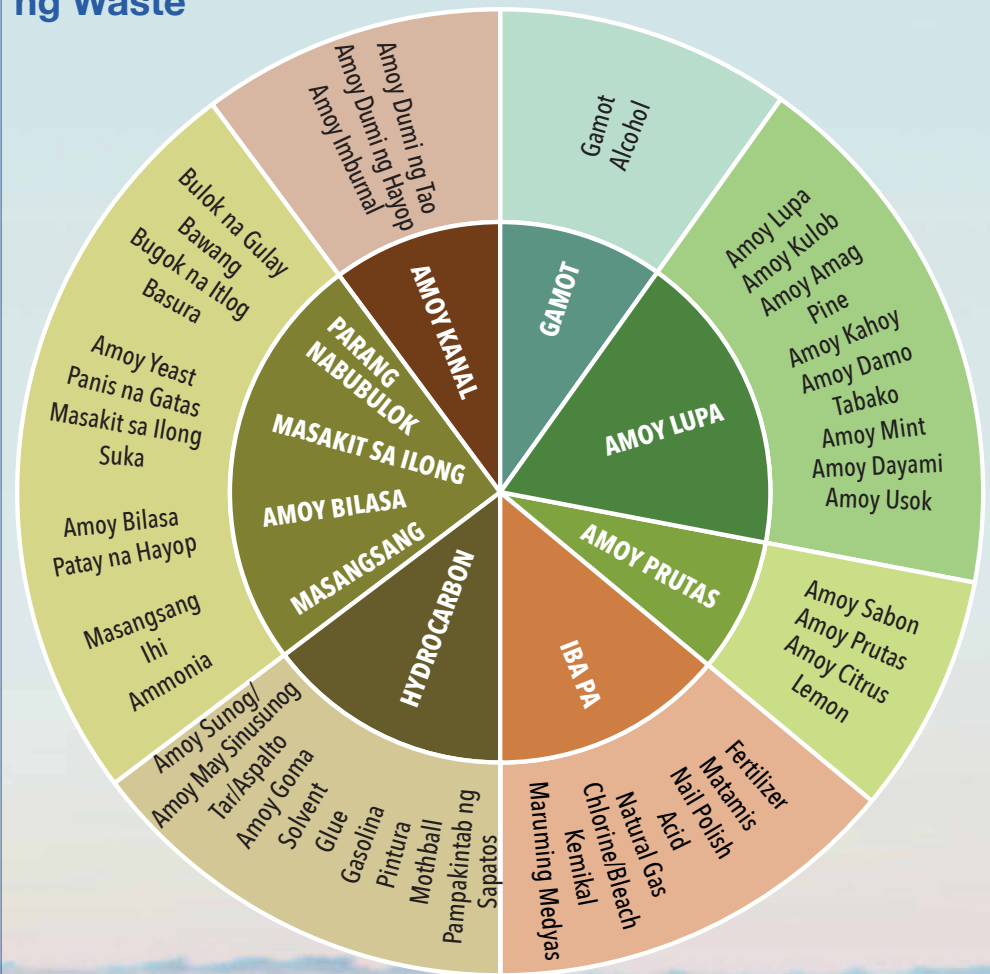 ng Waste
GAMOT
Gamot
Alcohol
AMOY LUPA
Amoy Lupa
Amoy Kulob
Amoy Amag
Pine
Amoy Kahoy
Amoy Damo
Tabako
Amoy Mint
Amoy Dayami
Amoy Usok
AMOY PRUTAS
Amoy Sabon
Amoy Prutas
Amoy Citrus
Lemon
IBA PA
Fertilizer
Matamis
Nail Polish
Acid
Natural Gas
Chlorine/Bleach
Kemikal
Maruming Medyas
HYDROCARBON
Amoy Sunog/
Amoy May Sinusunog
Tar/Aspalto
Amoy Goma
Solvent
Glue
Gasolina
Pintura
Mothball
Pampakintab ng
Sapatos
MASANGSANG
Masangsang
Ihi
Ammonia
AMOY BILASA
Amoy Bilasa
Patay na Hayop
MASAKIT SA ILONG
Amoy Yeast
Panis na Gatas
Masakit sa Ilong
Suka
PARANG
NABUBULOK
Bulok na Gulay
Bawang
Bugok na Itlog
Basura
AMOY KANAL
Amoy Dumi ng Tao
Amoy Dumi ng Hayop
Amoy Imburnal